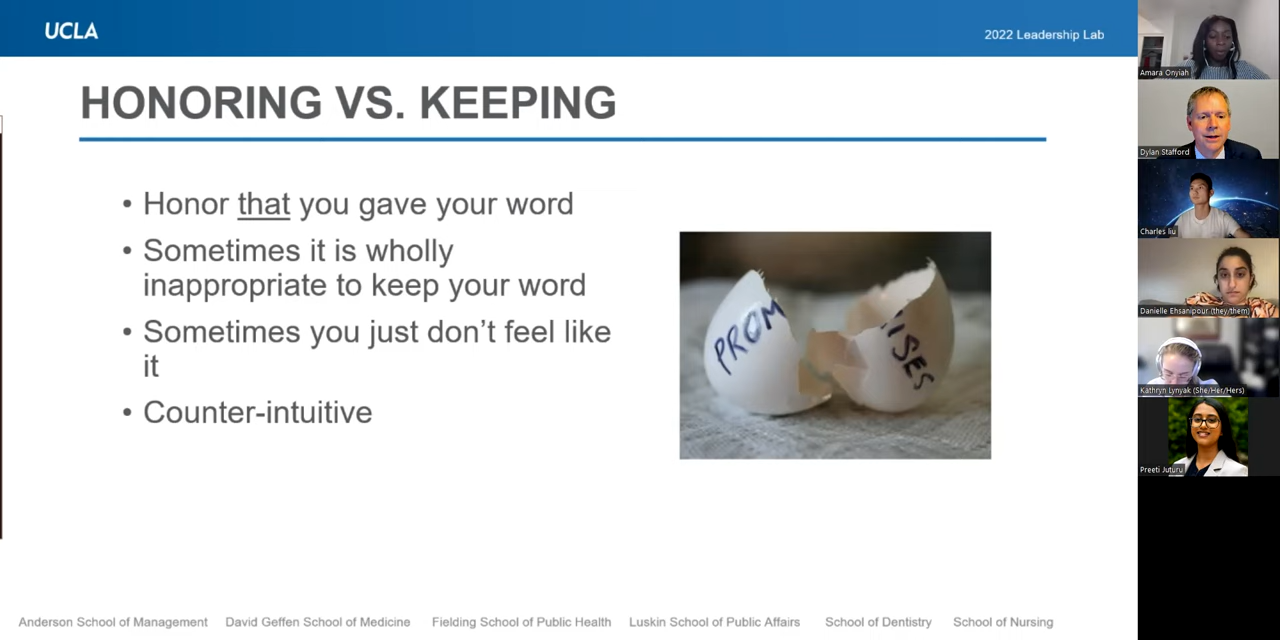 UCLA
2022 Leadership Lab
HONORING VS. KEEPING
• Honor that you gave your word
• Sometimes it is wholly
inappropriate to keep your word
• Sometimes you just don’t feel like
it
• Counter-intuitive
PROM
ISES
Anderson School of Management
David Geffen School of Medicine
Fielding School of Public Health
Luskin School of Public Affairs
School of Dentistry
School of Nursing
Amara Onyiah
Dylan Stafford
Charles liu
Danielle Ehsanipour (they/them)
Kathryn Lynyak (She/Her/Hers)
Preeti Juturu